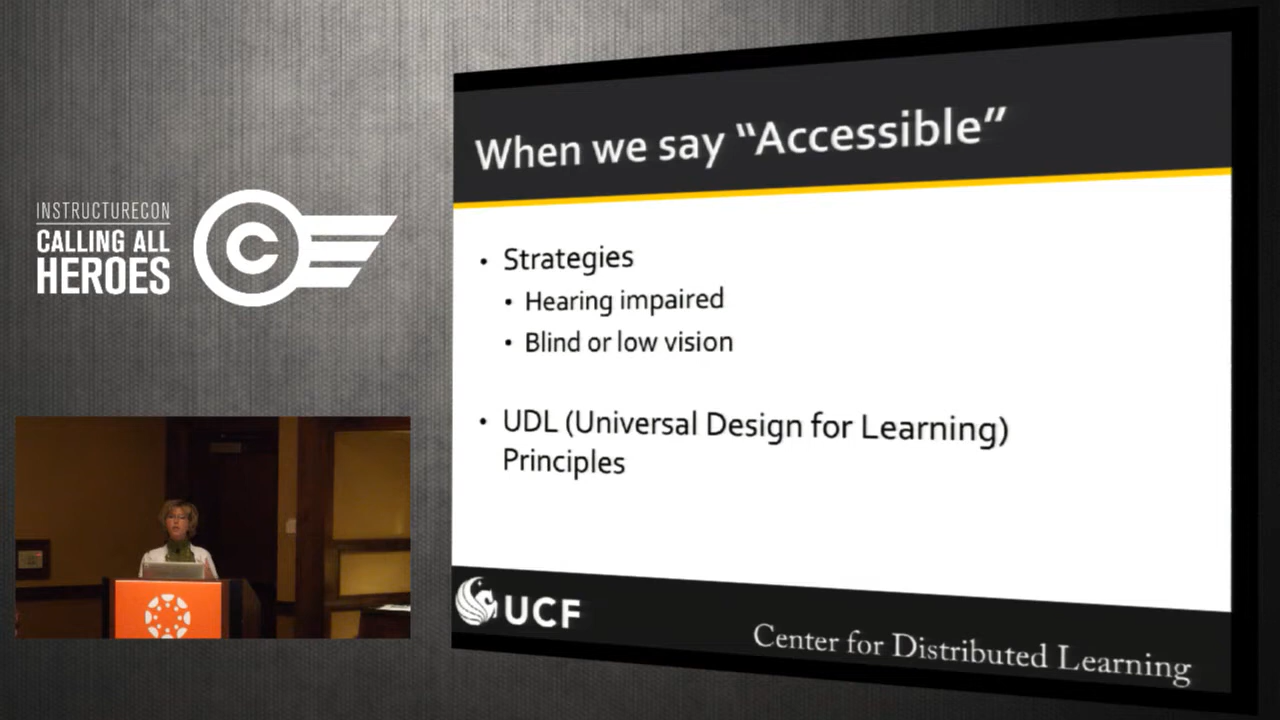 INSTRUCTURECON
CALLING ALL
HEROES
C
When we say “Accessible”
• Strategies
• Hearing impaired
• Blind or low vision
• UDL (Universal Design for Learning)
Principles
UCF
Center for Distributed Learning